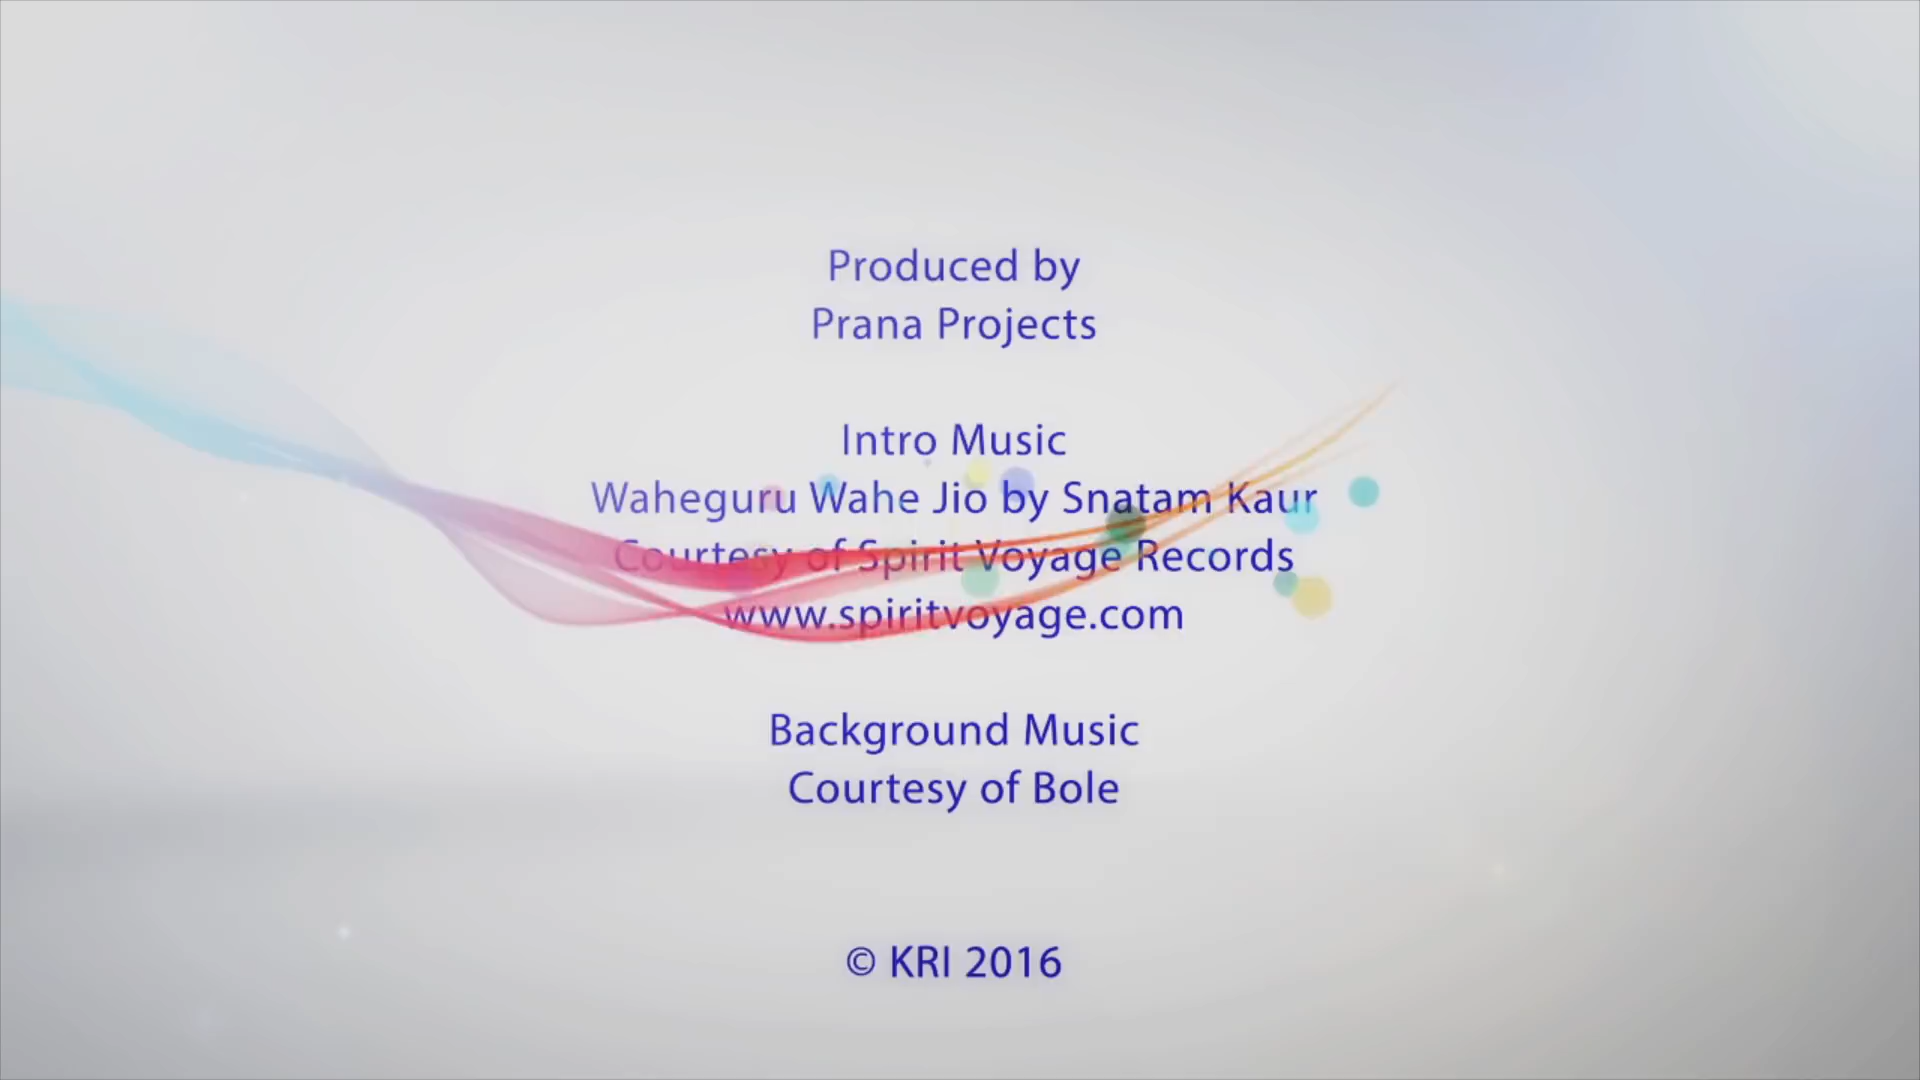 Produced by
Prana Projects
Intro Music
Waheguru Wahe Jio by Snatam Kaur
Courtesy of Spirit Voyage Records
www.spiritvoyage.com
Background Music
Courtesy of Bole
© KRI 2016